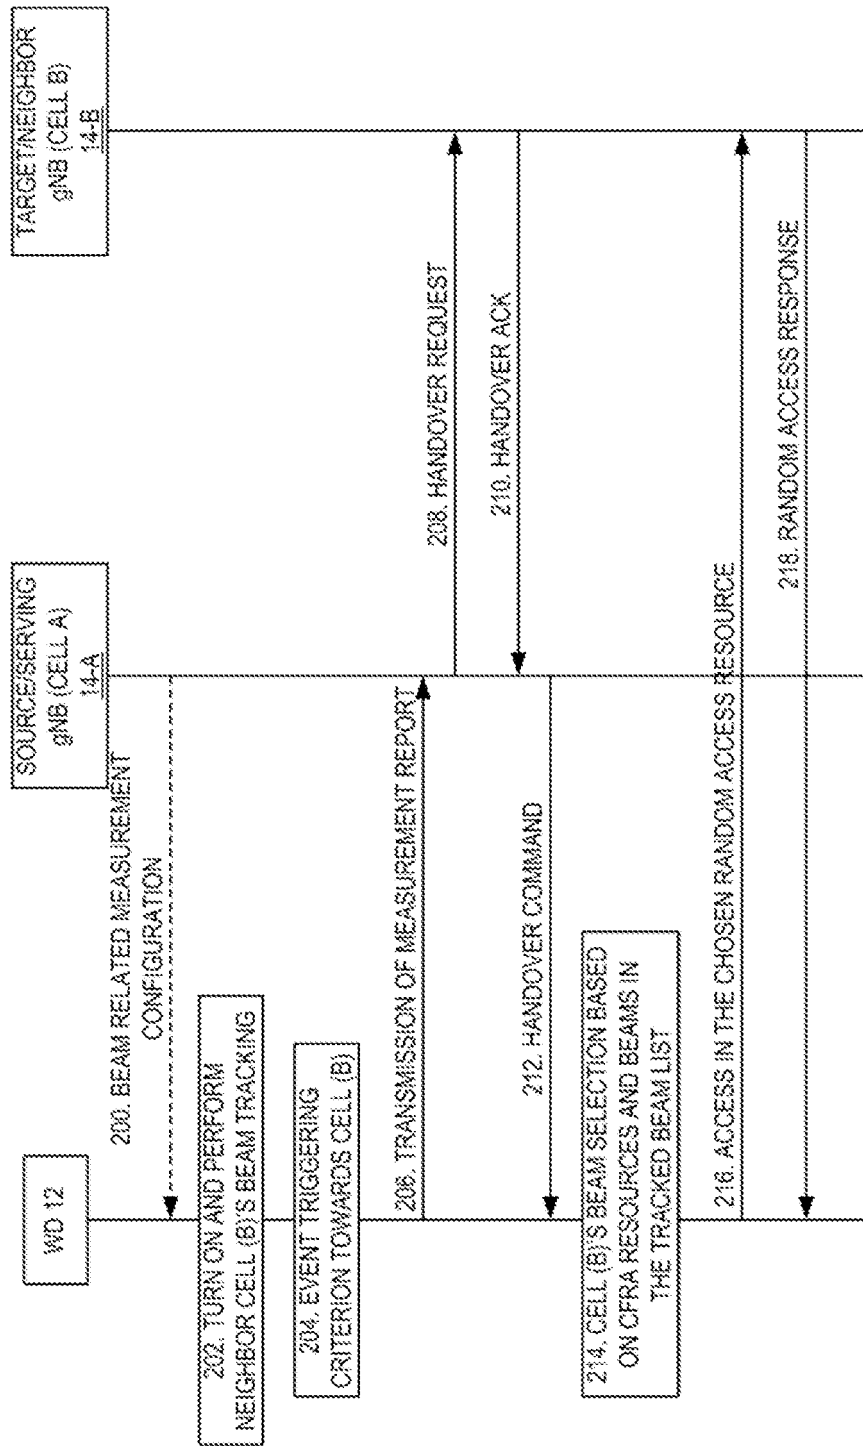 WD 12
SOURCE/SERVING
gNB (CELL A)
14-A
TARGET/NEIGHBOR
gNB (CELL B)
14-B
200. BEAM RELATED MEASUREMENT
CONFIGURATION
202. TURN ON AND PERFORM
NEIGHBOR CELL (B)'S BEAM TRACKING
204. EVENT TRIGGERING
CRITERION TOWARDS CELL (B)
206. TRANSMISSION OF MEASUREMENT REPORT
208. HANDOVER REQUEST
210. HANDOVER ACK
212. HANDOVER COMMAND
214. CELL (B)'S BEAM SELECTION BASED
ON CFRA RESOURCES AND BEAMS IN
THE TRACKED BEAM LIST
216. ACCESS IN THE CHOSEN RANDOM ACCESS RESOURCE
218. RANDOM ACCESS RESPONSE